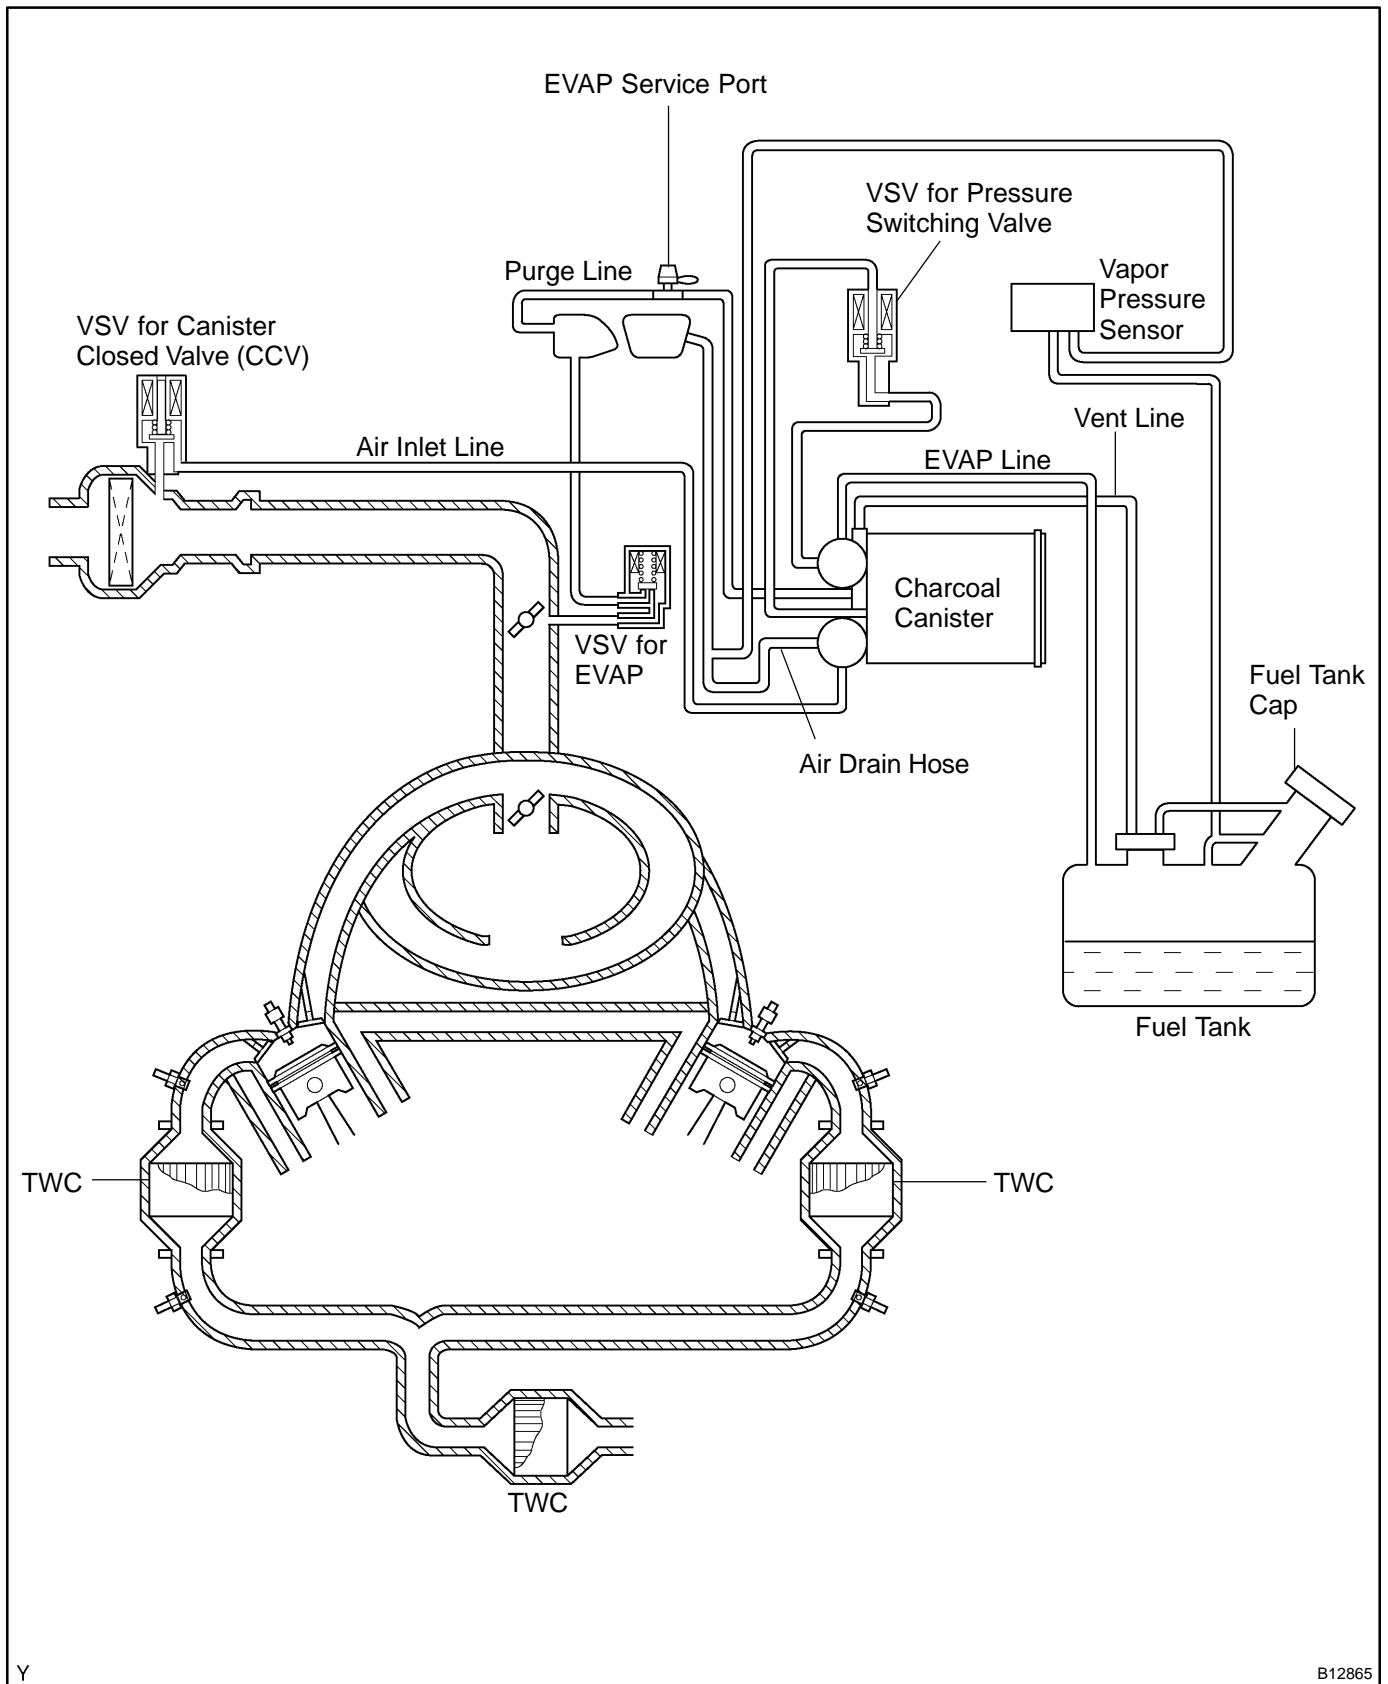 EVAP Service Port
VSV for Pressure
Switching Valve
Purge Line
Vapor
Pressure
Sensor
VSV for Canister
Closed Valve (CCV)
Vent Line
Air Inlet Line
EVAP Line
Charcoal
Canister
VSV for
EVAP
Fuel Tank
Cap
Air Drain Hose
Fuel Tank
TWC
TWC
TWC
Y
B12865